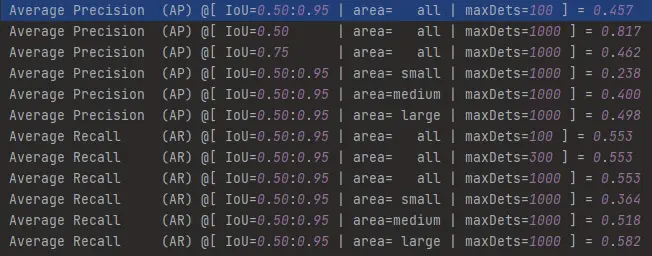 Average Precision  (AP) @[ IoU=0.50:0.95 | area=   all | maxDets=100 ] = 0.457
Average Precision  (AP) @[ IoU=0.50      | area=   all | maxDets=1000 ] = 0.817
Average Precision  (AP) @[ IoU=0.75      | area=   all | maxDets=1000 ] = 0.462
Average Precision  (AP) @[ IoU=0.50:0.95 | area= small | maxDets=1000 ] = 0.238
Average Precision  (AP) @[ IoU=0.50:0.95 | area=medium | maxDets=1000 ] = 0.400
Average Precision  (AP) @[ IoU=0.50:0.95 | area= large | maxDets=1000 ] = 0.498
Average Recall     (AR) @[ IoU=0.50:0.95 | area=   all | maxDets=100 ] = 0.553
Average Recall     (AR) @[ IoU=0.50:0.95 | area=   all | maxDets=300 ] = 0.553
Average Recall     (AR) @[ IoU=0.50:0.95 | area=   all | maxDets=1000 ] = 0.553
Average Recall     (AR) @[ IoU=0.50:0.95 | area= small | maxDets=1000 ] = 0.364
Average Recall     (AR) @[ IoU=0.50:0.95 | area=medium | maxDets=1000 ] = 0.518
Average Recall     (AR) @[ IoU=0.50:0.95 | area= large | maxDets=1000 ] = 0.582